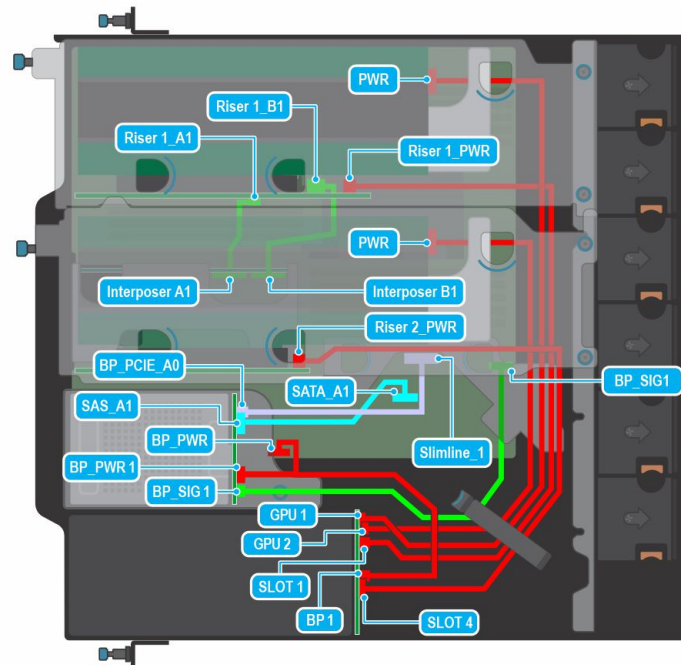 PWR
Riser 1_B1
Riser 1_A1
Riser 1_PWR
PWR
Interposer A1
Interposer B1
Riser 2_PWR
BP_PCIE_A0
BP_SIG1
SATA_A1
SAS_A1
BP_PWR
Slimline_1
BP_PWR 1
BP_SIG 1
GPU 1
GPU 2
SLOT 1
BP 1
SLOT 4